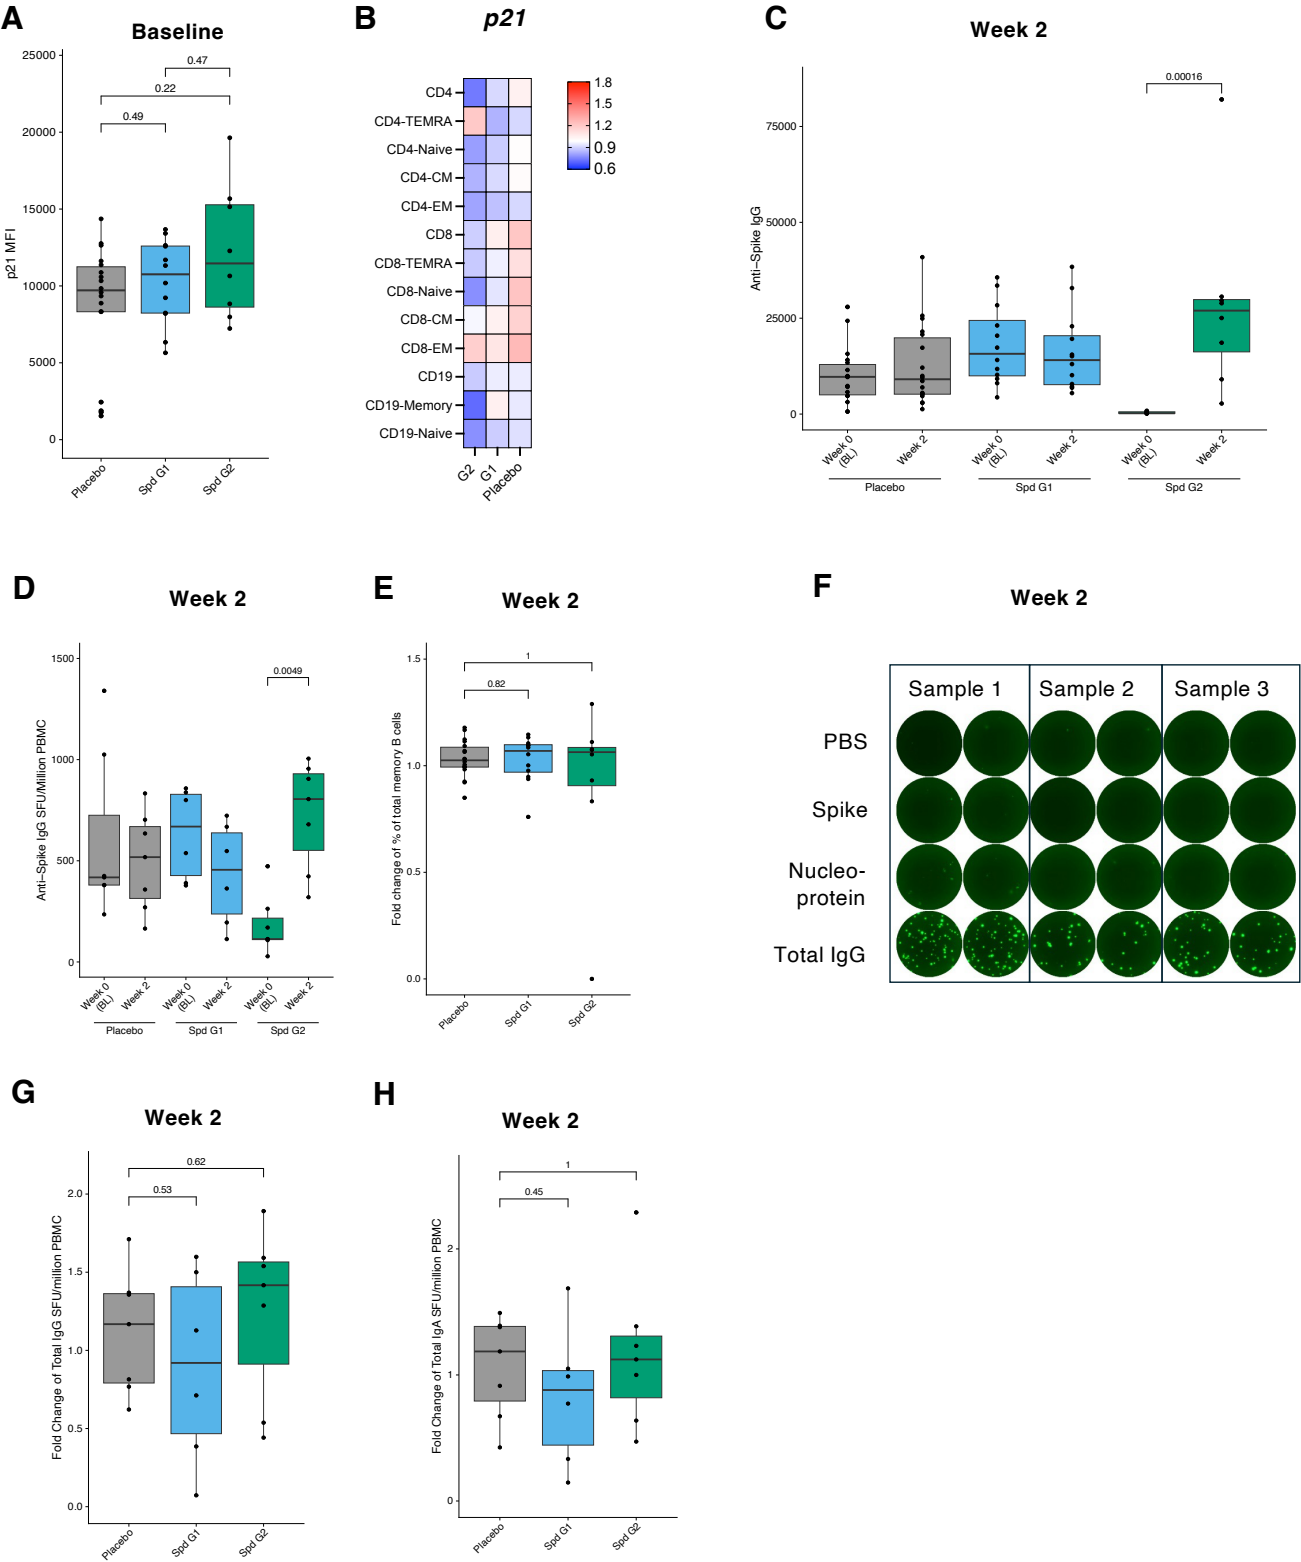 A
Baseline
p21 MFI
25000
20000
15000
10000
5000
0
0.47
0.22
0.49
Placebo
Spd G1
Spd G2
B
p21
CD4
CD4-TEMRA
CD4-Naive
CD4-CM
CD4-EM
CD8
CD8-TEMRA
CD8-Naive
CD8-CM
CD8-EM
CD19
CD19-Memory
CD19-Naive
G2
G1
Placebo
1.8
1.5
1.2
0.9
0.6
C
Week 2
Anti−Spike IgG
75000
50000
25000
0
0.00016
Week 0
(BL)
Week 2
Week 0
(BL)
Week 2
Week 0
(BL)
Week 2
Placebo
Spd G1
Spd G2
D
Week 2
Anti−Spike IgG SFU/Million PBMC
1500
1000
500
0
0.0049
Week 0
(BL)
Week 2
Week 0
(BL)
Week 2
Week 0
(BL)
Week 2
Placebo
Spd G1
Spd G2
E
Week 2
Fold change of % of total memory B cells
1.5
1.0
0.5
0.0
1
0.82
Placebo
Spd G1
Spd G2
F
Week 2
Sample 1
Sample 2
Sample 3
PBS
Spike
Nucleo-
protein
Total IgG
G
Week 2
Fold Change of Total IgG SFU/million PBMC
2.0
1.5
1.0
0.5
0.0
0.62
0.53
Placebo
Spd G1
Spd G2
H
Week 2
Fold Change of Total IgA SFU/million PBMC
2
1
0
1
0.45
Placebo
Spd G1
Spd G2